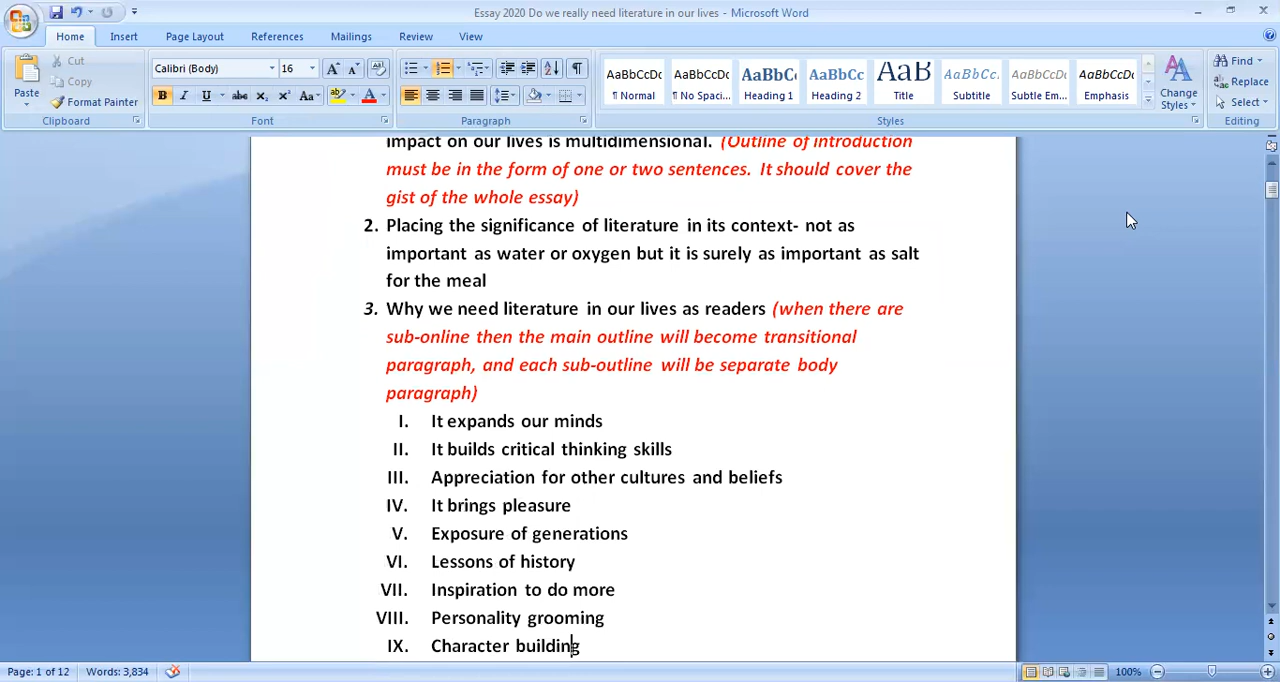 Essay 2020 Do we really need literature in our lives - Microsoft Word
Home Insert Page Layout References Mailings Review View
Paste Cut Copy Format Painter
Calibri (Body) 16
AaBbCcDc AaBbCcDc AaBbC AaBbCc AaB AaBbCc. AaBbCcDc AaBbCcDc
¶ Normal ¶ No Spaci... Heading 1 Heading 2 Title Subtitle Subtle Em... Emphasis
Change Styles
Find Replace Select
Clipboard Font Paragraph Styles Editing
impact on our lives is multidimensional. (Outline of introduction
must be in the form of one or two sentences. It should cover the
gist of the whole essay)
2. Placing the significance of literature in its context- not as
important as water or oxygen but it is surely as important as salt
for the meal
3. Why we need literature in our lives as readers (when there are
sub-online then the main outline will become transitional
paragraph, and each sub-outline will be separate body
paragraph)
I. It expands our minds
II. It builds critical thinking skills
III. Appreciation for other cultures and beliefs
IV. It brings pleasure
V. Exposure of generations
VI. Lessons of history
VII. Inspiration to do more
VIII. Personality grooming
IX. Character building
Page: 1 of 12 Words: 3,834 100%